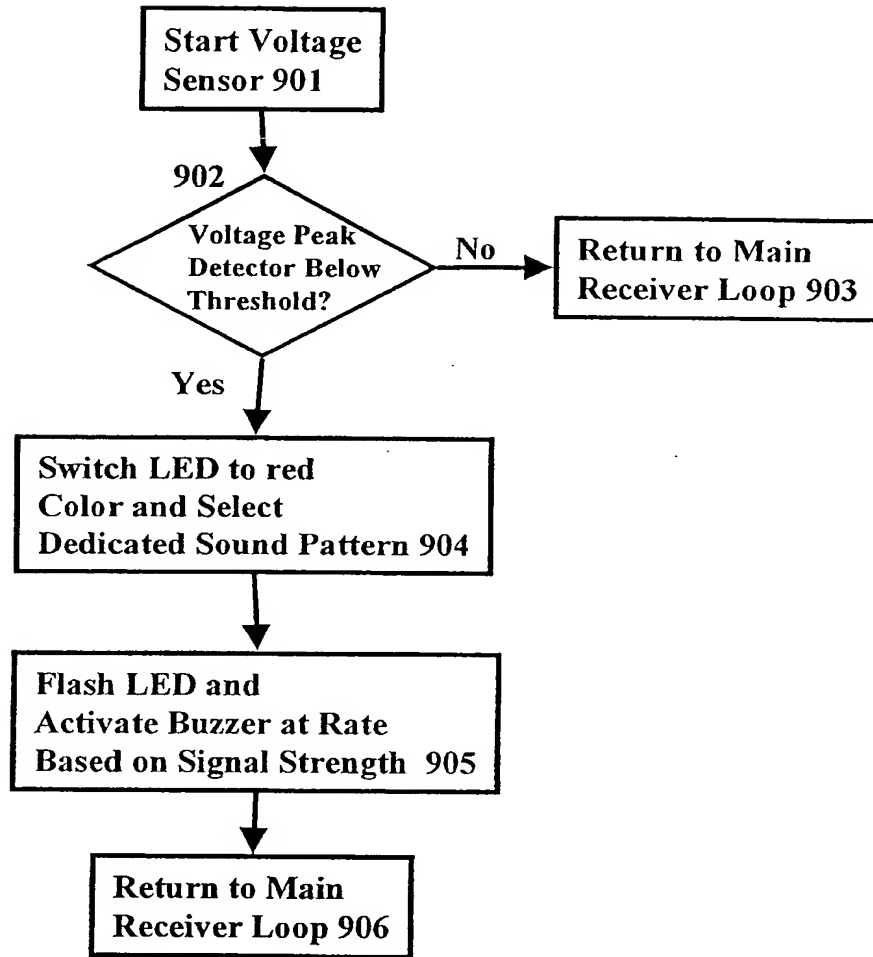 Start Voltage
Sensor 901
902
Voltage Peak
Detector Below
Threshold?
No
Return to Main
Receiver Loop 903
Yes
Switch LED to red
Color and Select
Dedicated Sound Pattern 904
Flash LED and
Activate Buzzer at Rate
Based on Signal Strength 905
Return to Main
Receiver Loop 906